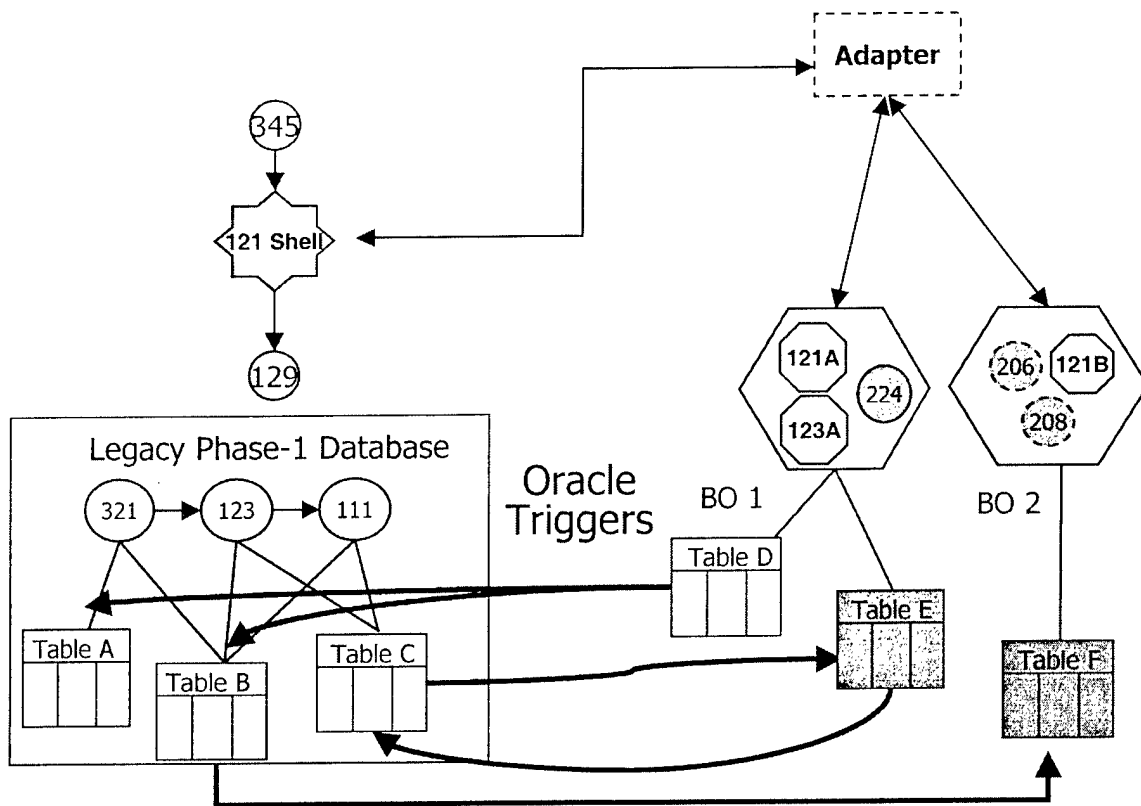 Adapter
345
121 Shell
129
121A
224
123A
206
121B
208
Legacy Phase-1 Database
321
123
111
Oracle
Triggers
BO 1
BO 2
Table D
Table E
Table A
Table B
Table C
Table F